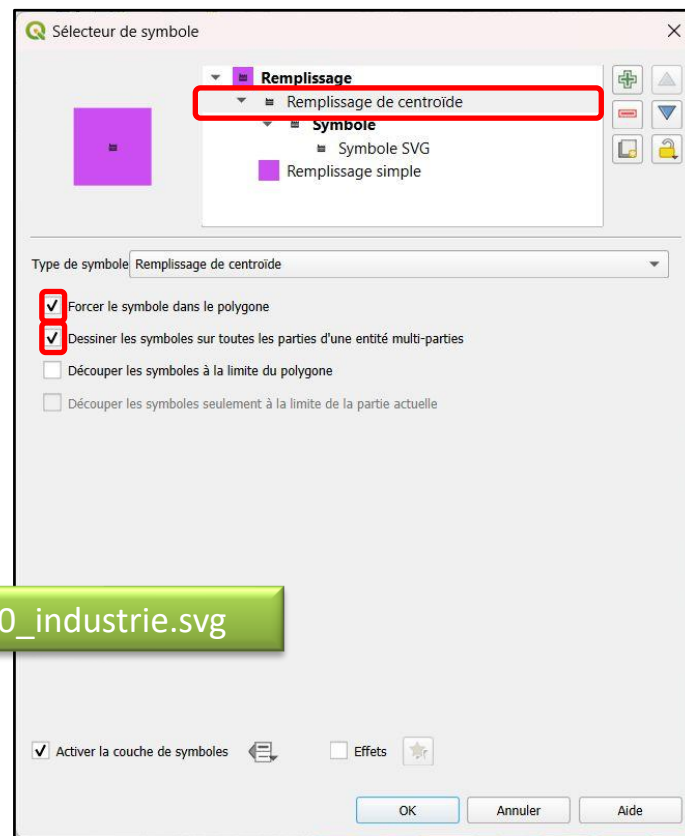 Sélecteur de symbole
Remplissage
Remplissage de centroïde
Symbole
Symbole SVG
Remplissage simple
Type de symbole Remplissage de centroïde
Forcer le symbole dans le polygone
Dessiner les symboles sur toutes les parties d'une entité multi-parties
Découper les symboles à la limite du polygone
Découper les symboles seulement à la limite de la partie actuelle
0_industrie.svg
Activer la couche de symboles Effets
OK Annuler Aide